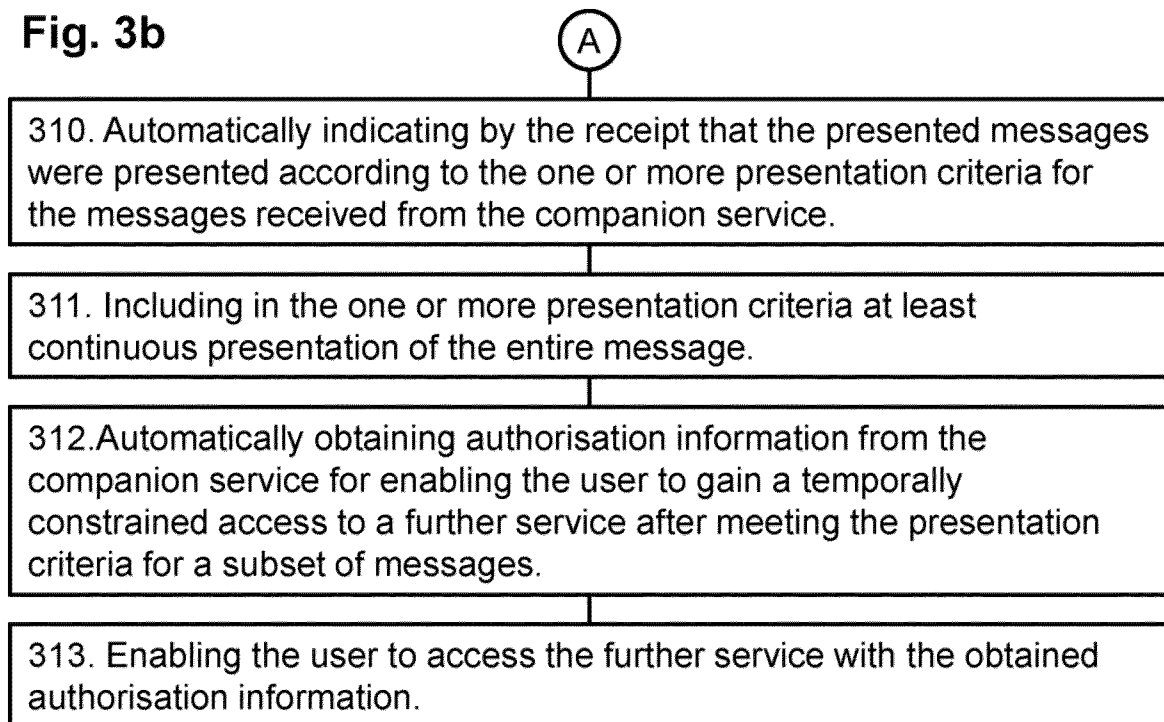 Fig. 3b
A
310. Automatically indicating by the receipt that the presented messages
were presented according to the one or more presentation criteria for
the messages received from the companion service.
311. Including in the one or more presentation criteria at least
continuous presentation of the entire message.
312.Automatically obtaining authorisation information from the
companion service for enabling the user to gain a temporally
constrained access to a further service after meeting the presentation
criteria for a subset of messages.
313. Enabling the user to access the further service with the obtained
authorisation information.